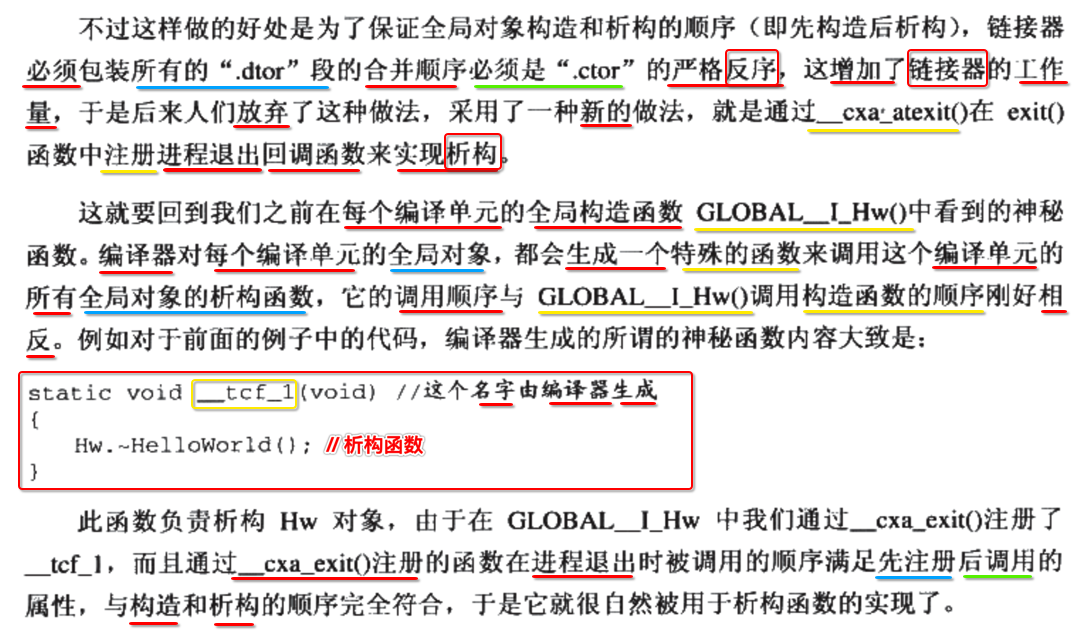 不过这样做的好处是为了保证全局对象构造和析构的顺序（即先构造后析构），链接器
必须包装所有的“.dtor”段的合并顺序必须是“.ctor”的严格反序，这增加了链接器的工作
量，于是后来人们放弃了这种做法，采用了一种新的做法，就是通过__cxa_atexit()在 exit()
函数中注册进程退出回调函数来实现析构。
这就要回到我们之前在每个编译单元的全局构造函数 GLOBAL__I_Hw()中看到的神秘
函数。编译器对每个编译单元的全局对象，都会生成一个特殊的函数来调用这个编译单元的
所有全局对象的析构函数，它的调用顺序与 GLOBAL__I_Hw()调用构造函数的顺序刚好相
反。例如对于前面的例子中的代码，编译器生成的所谓的神秘函数内容大致是：
static void __tcf_1(void) //这个名字由编译器生成
{
Hw.~HelloWorld(); //析构函数
}
此函数负责析构 Hw 对象，由于在 GLOBAL__I_Hw 中我们通过__cxa_exit()注册了
__tcf_1，而且通过__cxa_exit()注册的函数在进程退出时被调用的顺序满足先注册后调用的
属性，与构造和析构的顺序完全符合，于是它就很自然被用于析构函数的实现了。